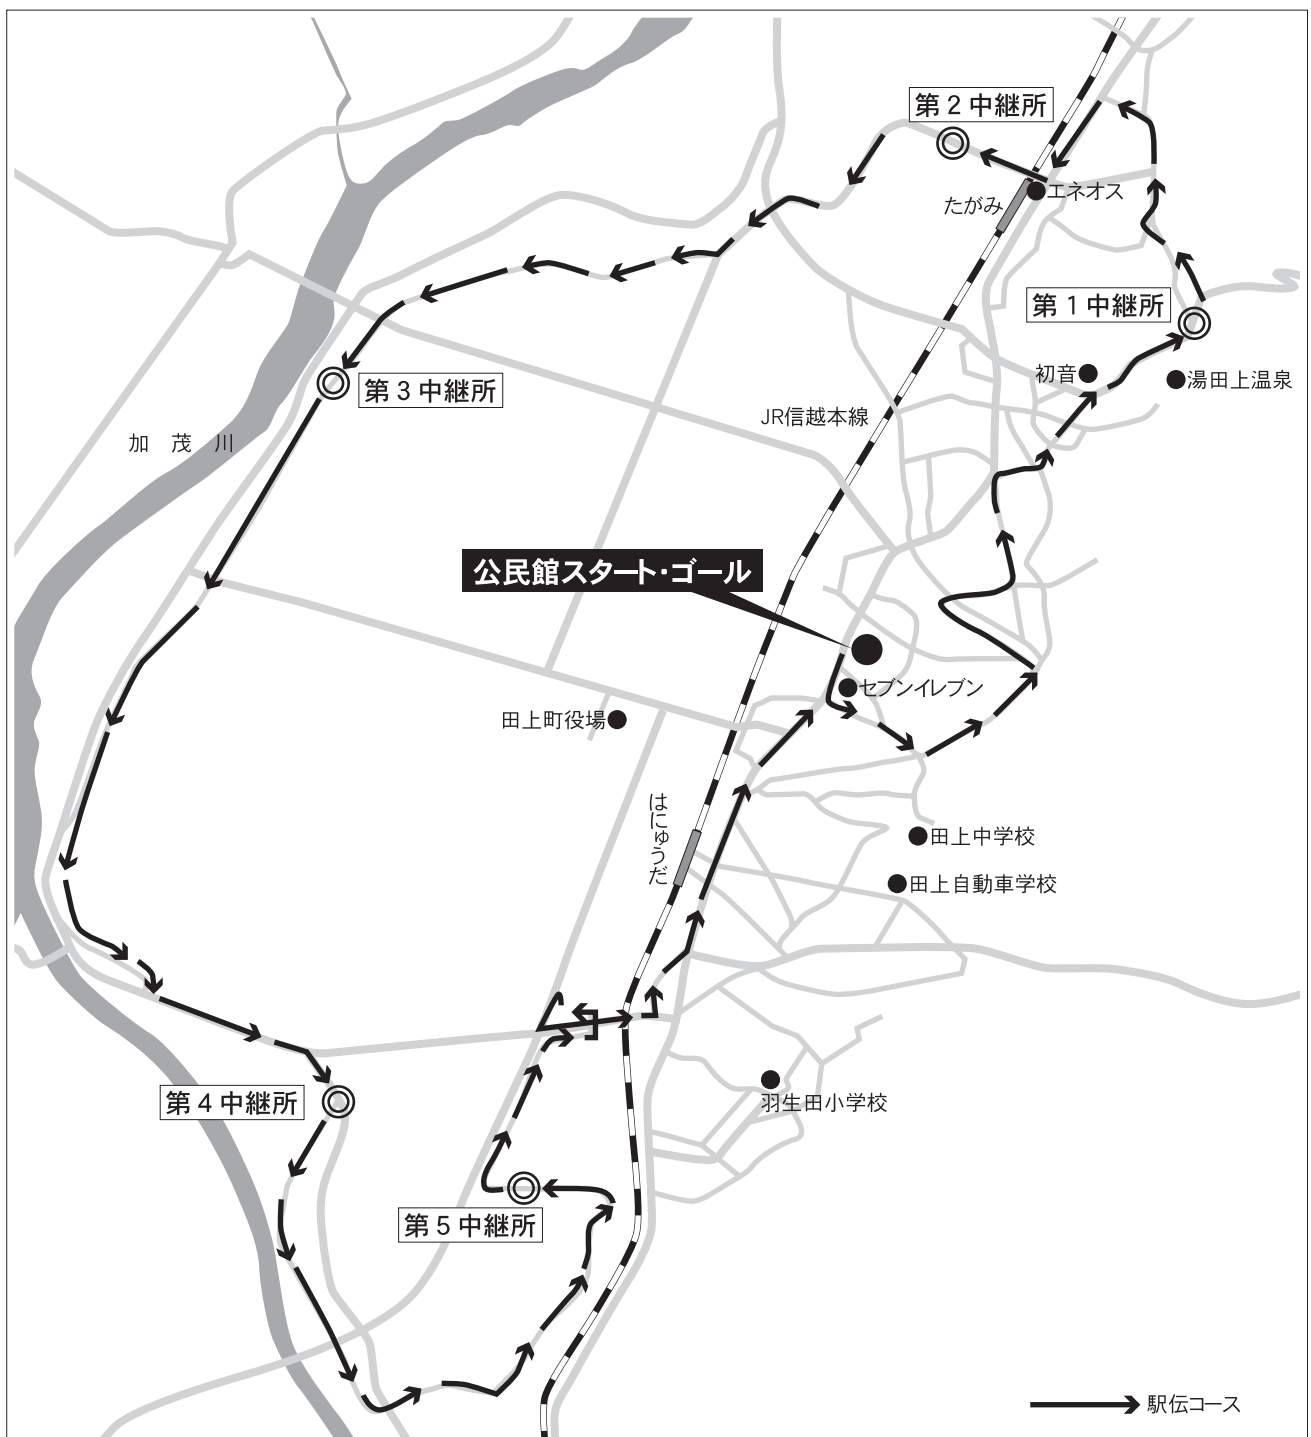 第2中継所
エネオス
たがみ
第1中継所
初音
湯田上温泉
第3中継所
JR信越本線
加茂川
公民館スタート・ゴール
セブンイレブン
田上町役場
はにゅうだ
田上中学校
田上自動車学校
第4中継所
羽生田小学校
第5中継所
駅伝コース